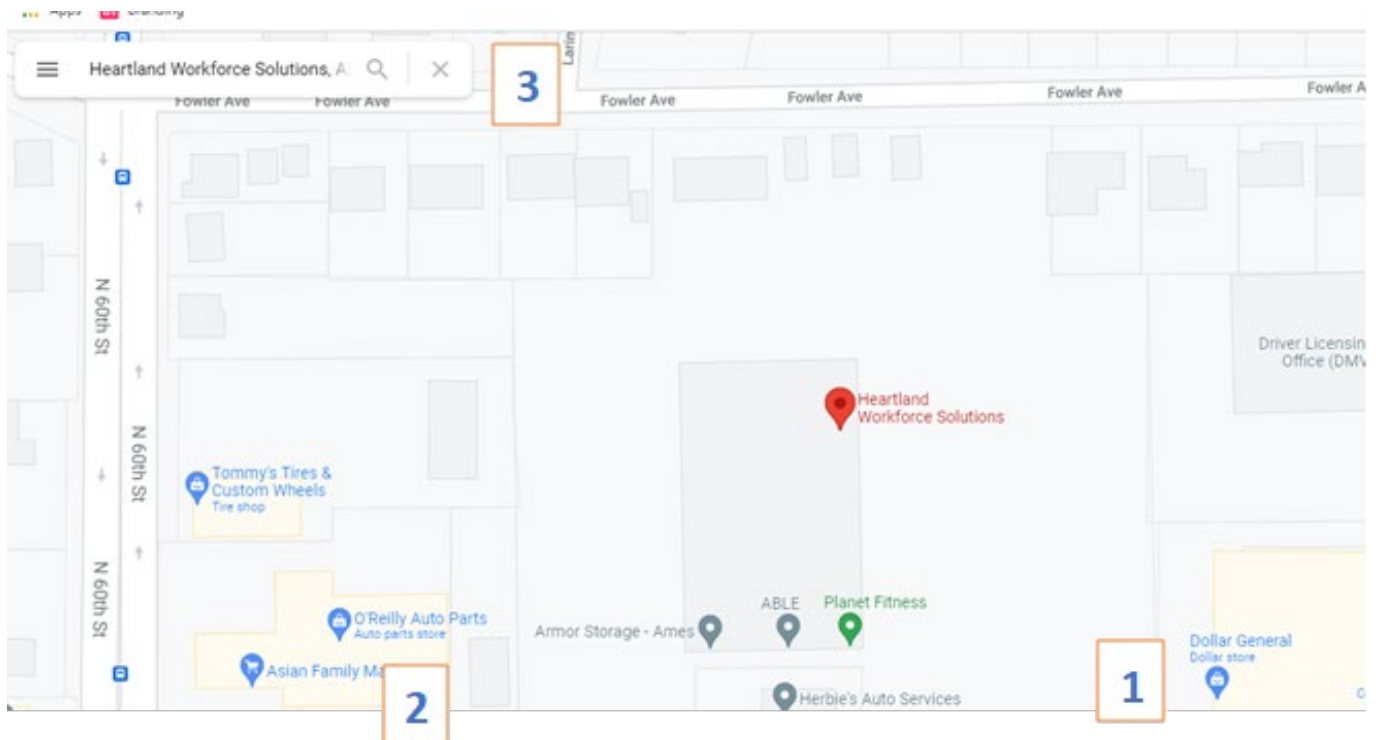 Apps
Branding
Heartland Workforce Solutions, A
3
Larim
Fowler Ave
Fowler Ave
Fowler Ave
Fowler Ave
Fowler Ave
Fowler A
N 60th St
N 60th St
N 60th St
Driver Licensin
Office (DMV
Heartland
Workforce Solutions
Tommy's Tires &
Custom Wheels
Tire shop
O'Reilly Auto Parts
Auto parts store
Asian Family Ma
2
Armor Storage - Ames
ABLE
Planet Fitness
Herbie's Auto Services
1
Dollar General
Dollar store
C